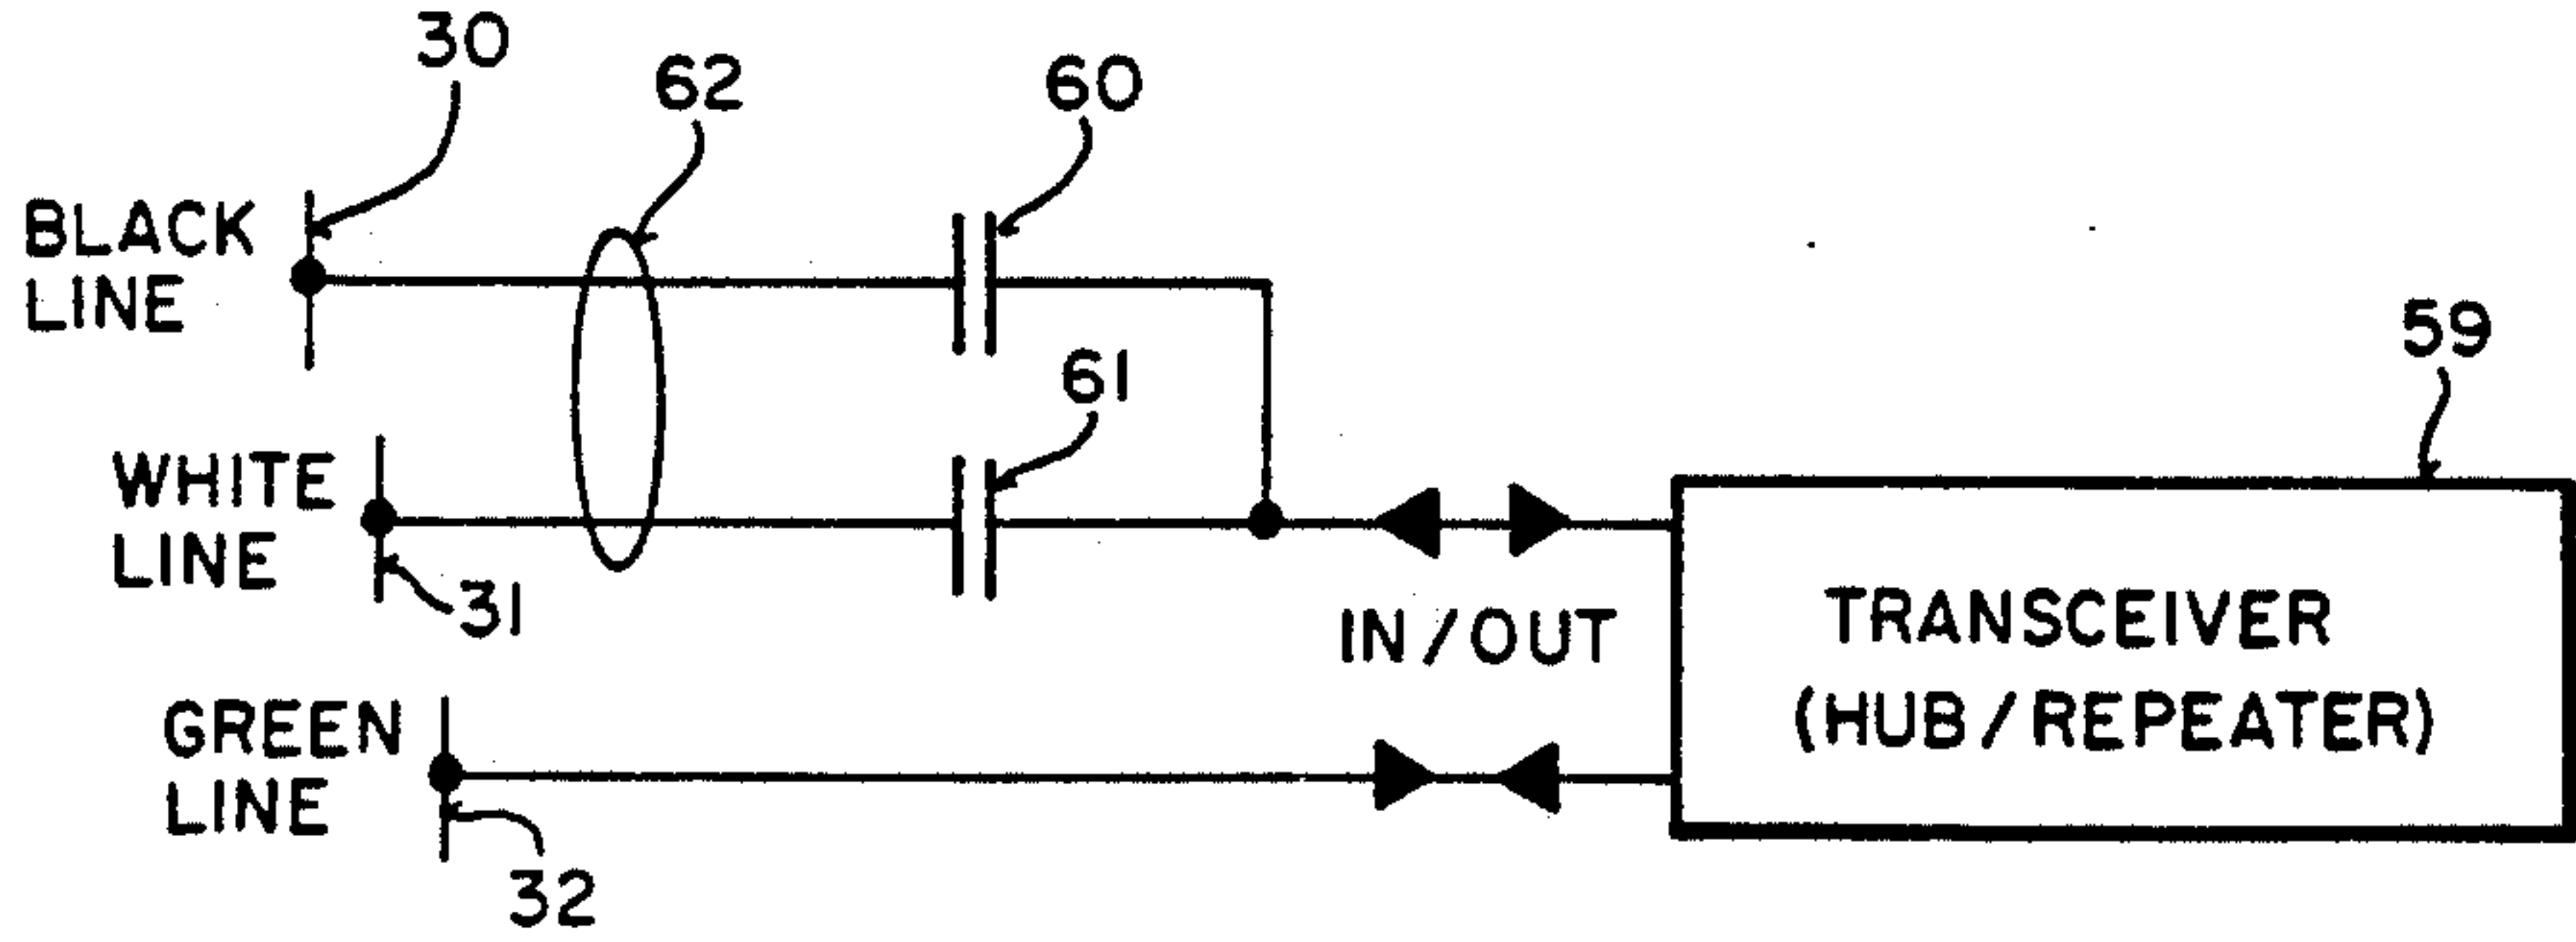 30
62
60
BLACK
LINE
59
61
WHITE
LINE
31
IN/OUT
TRANSCEIVER
(HUB/REPEATER)
GREEN
LINE
32